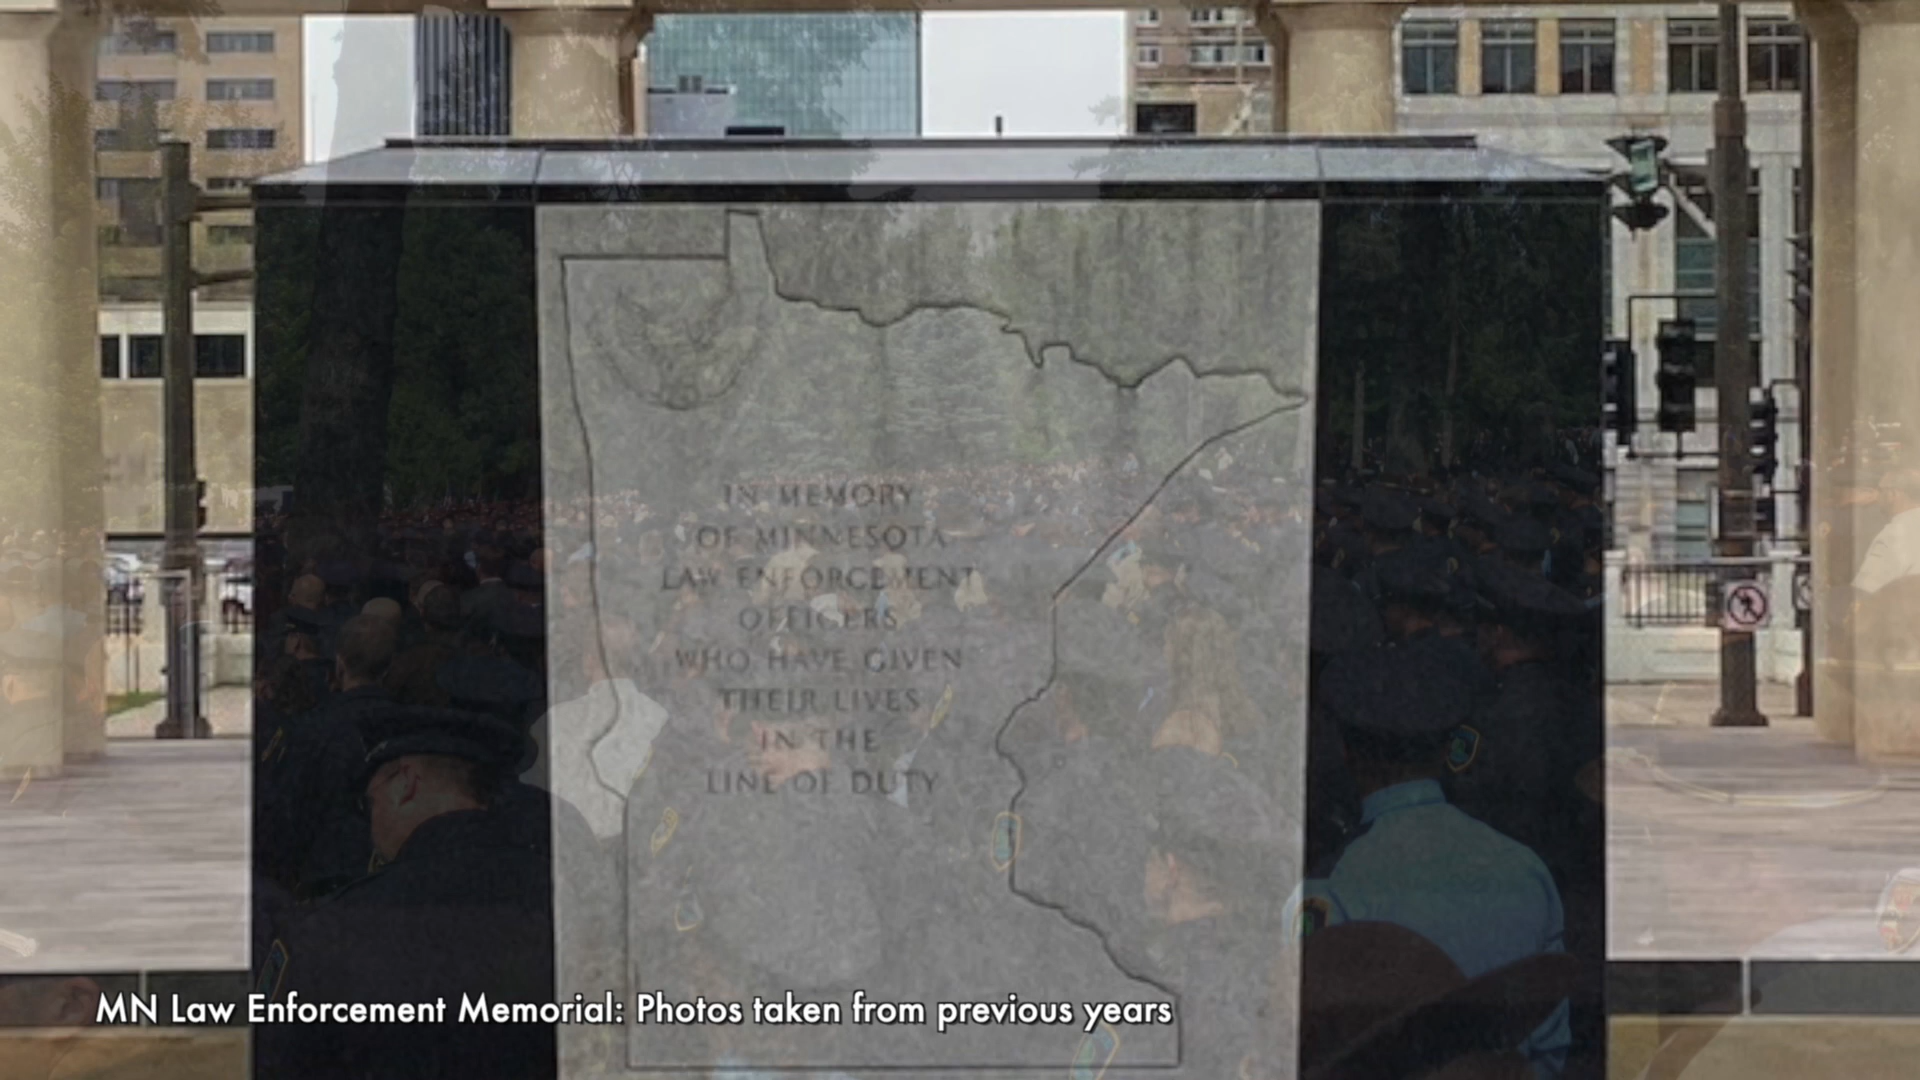 IN MEMORY
OF MINNESOTA
LAW ENFORCEMENT
OFFICERS
WHO HAVE GIVEN
THEIR LIVES
IN THE
LINE OF DUTY
MN Law Enforcement Memorial: Photos taken from previous years